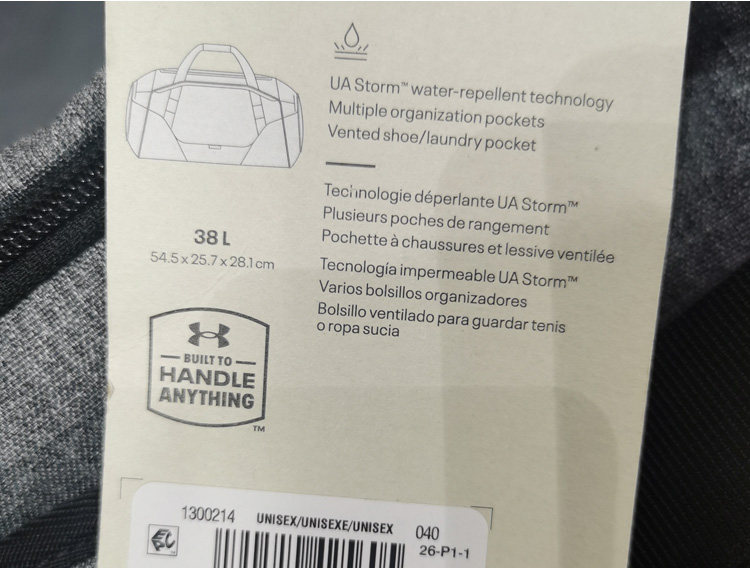 UA Storm™ water-repellent technology
Multiple organization pockets
Vented shoe/laundry pocket
Technologie déperlante UA Storm™
Plusieurs poches de rangement
Pochette à chaussures et lessive ventilée
Tecnología impermeable UA Storm™
Varios bolsillos organizadores
Bolsillo ventilado para guardar tenis
o ropa sucia
38 L
54.5 x 25.7 x 28.1 cm
BUILT TO
HANDLE
ANYTHING
™
1300214 UNISEX/UNISEXE/UNISEX 040
26-P1-1